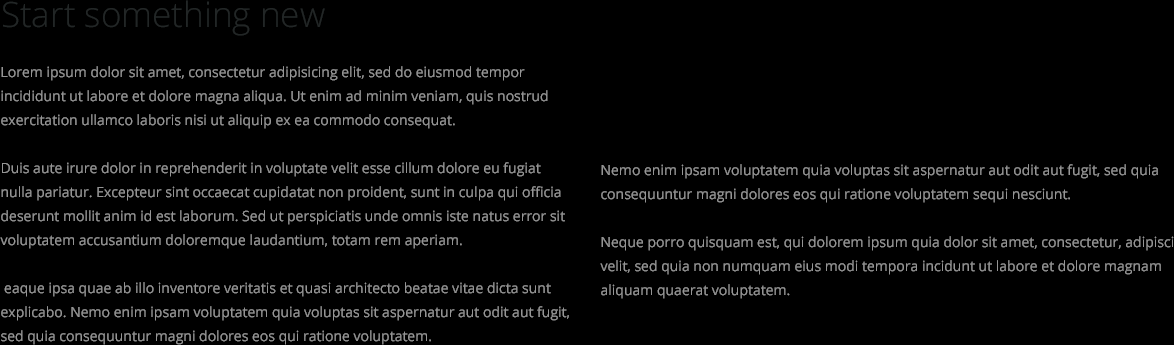 Start something new
Lorem ipsum dolor sit amet, consectetur adipisicing elit, sed do eiusmod tempor
incididunt ut labore et dolore magna aliqua. Ut enim ad minim veniam, quis nostrud
exercitation ullamco laboris nisi ut aliquip ex ea commodo consequat.
Duis aute irure dolor in reprehenderit in voluptate velit esse cillum dolore eu fugiat
nulla pariatur. Excepteur sint occaecat cupidatat non proident, sunt in culpa qui officia
deserunt mollit anim id est laborum. Sed ut perspiciatis unde omnis iste natus error sit
voluptatem accusantium doloremque laudantium, totam rem aperiam.
eaque ipsa quae ab illo inventore veritatis et quasi architecto beatae vitae dicta sunt
explicabo. Nemo enim ipsam voluptatem quia voluptas sit aspernatur aut odit aut fugit,
sed quia consequuntur magni dolores eos qui ratione voluptatem.
Nemo enim ipsam voluptatem quia voluptas sit aspernatur aut odit aut fugit, sed quia
consequuntur magni dolores eos qui ratione voluptatem sequi nesciunt.
Neque porro quisquam est, qui dolorem ipsum quia dolor sit amet, consectetur, adipisci
velit, sed quia non numquam eius modi tempora incidunt ut labore et dolore magnam
aliquam quaerat voluptatem.